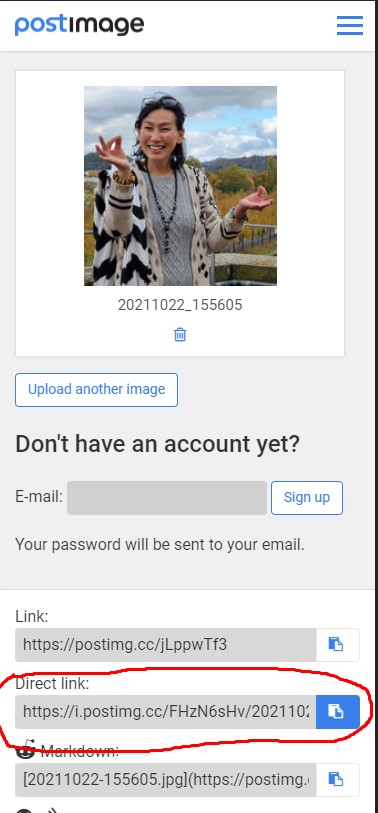 postimage
20211022_155605
Upload another image
Don't have an account yet?
E-mail: Sign up
Your password will be sent to your email.
Link:
https://postimg.cc/jLppwTf3
Direct link:
https://i.postimg.cc/FHzN6sHv/2021102
Markdown:
[20211022-155605.jpg](https://postimg.